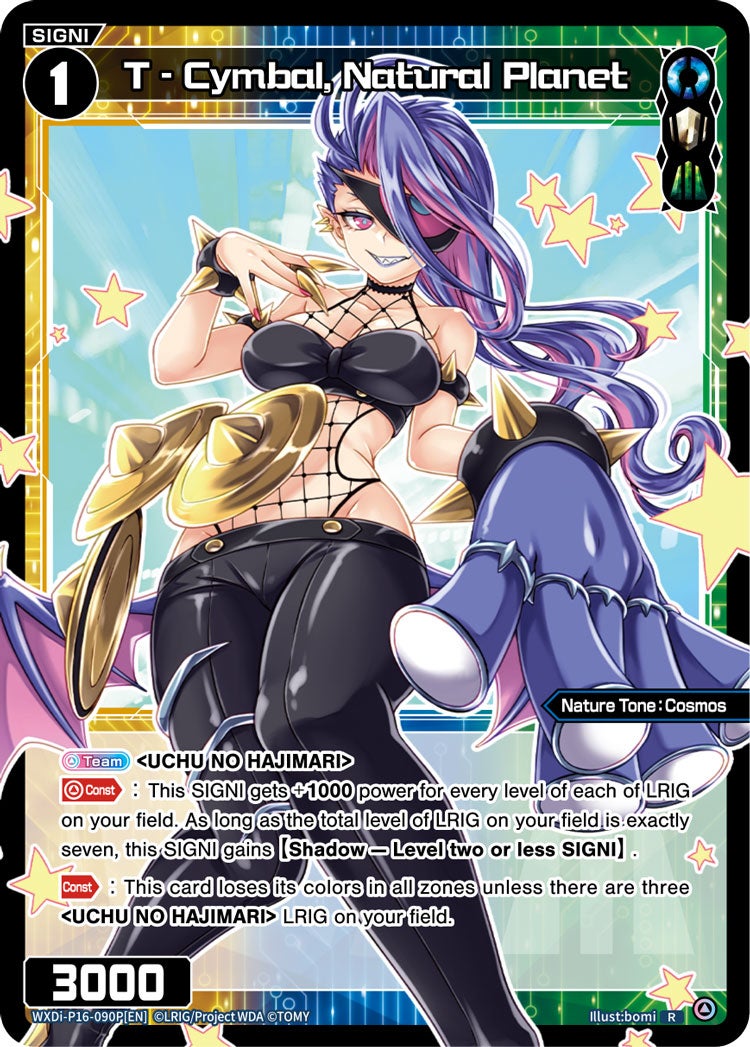 SIGNI
1
T - Cymbal, Natural Planet
Nature Tone:Cosmos
Team <UCHU NO HAJIMARI>
Const : This SIGNI gets +1000 power for every level of each of LRIG
on your field. As long as the total level of LRIG on your field is exactly
seven, this SIGNI gains 【Shadow — Level two or less SIGNI】 .
Const : This card loses its colors in all zones unless there are three
<UCHU NO HAJIMARI> LRIG on your field.
3000
WXDi-P16-090P[EN] ©LRIG/Project WDA ©TOMY
Illust:bomi R